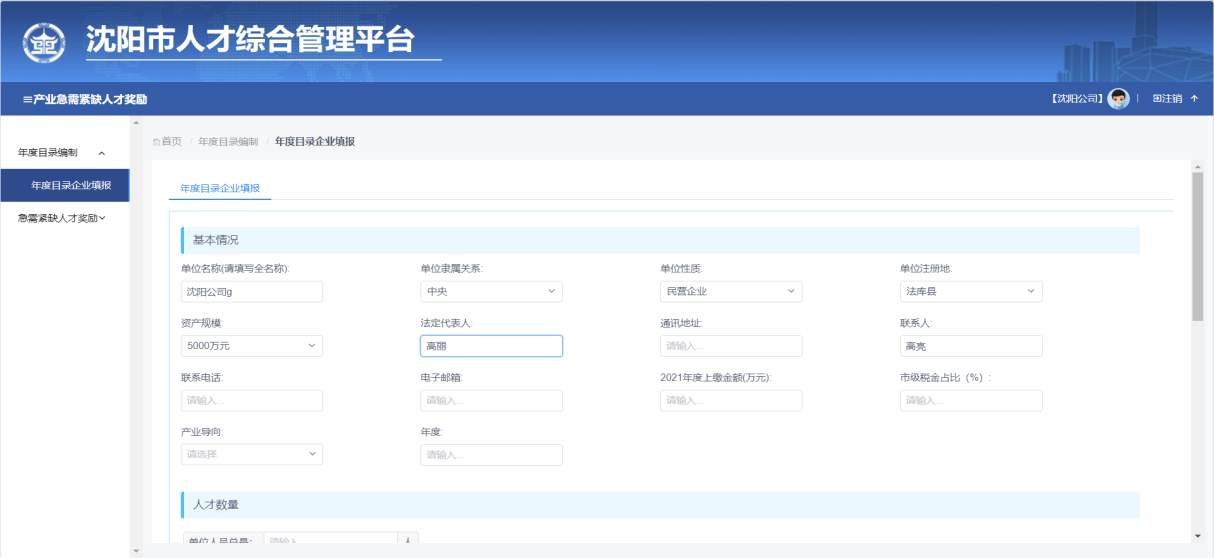 沈阳市人才综合管理平台
≡产业急需紧缺人才奖励
【沈阳公司】 | 注销
年度目录编制
年度目录企业填报
急需紧缺人才奖励
首页 / 年度目录编制 / 年度目录企业填报
年度目录企业填报
基本情况
单位名称(请填写全名称): 单位隶属关系: 单位性质: 单位注册地:
沈阳公司g 中央 民营企业 法库县
资产规模: 法定代表人: 通讯地址: 联系人:
5000万元 高丽 请输入... 高亮
联系电话: 电子邮箱: 2021年度上缴金额(万元): 市级税金占比（%）:
请输入... 请输入... 请输入... 请输入...
产业导向: 年度:
请选择 请输入...
人才数量
单位人员总量: 请输入 人